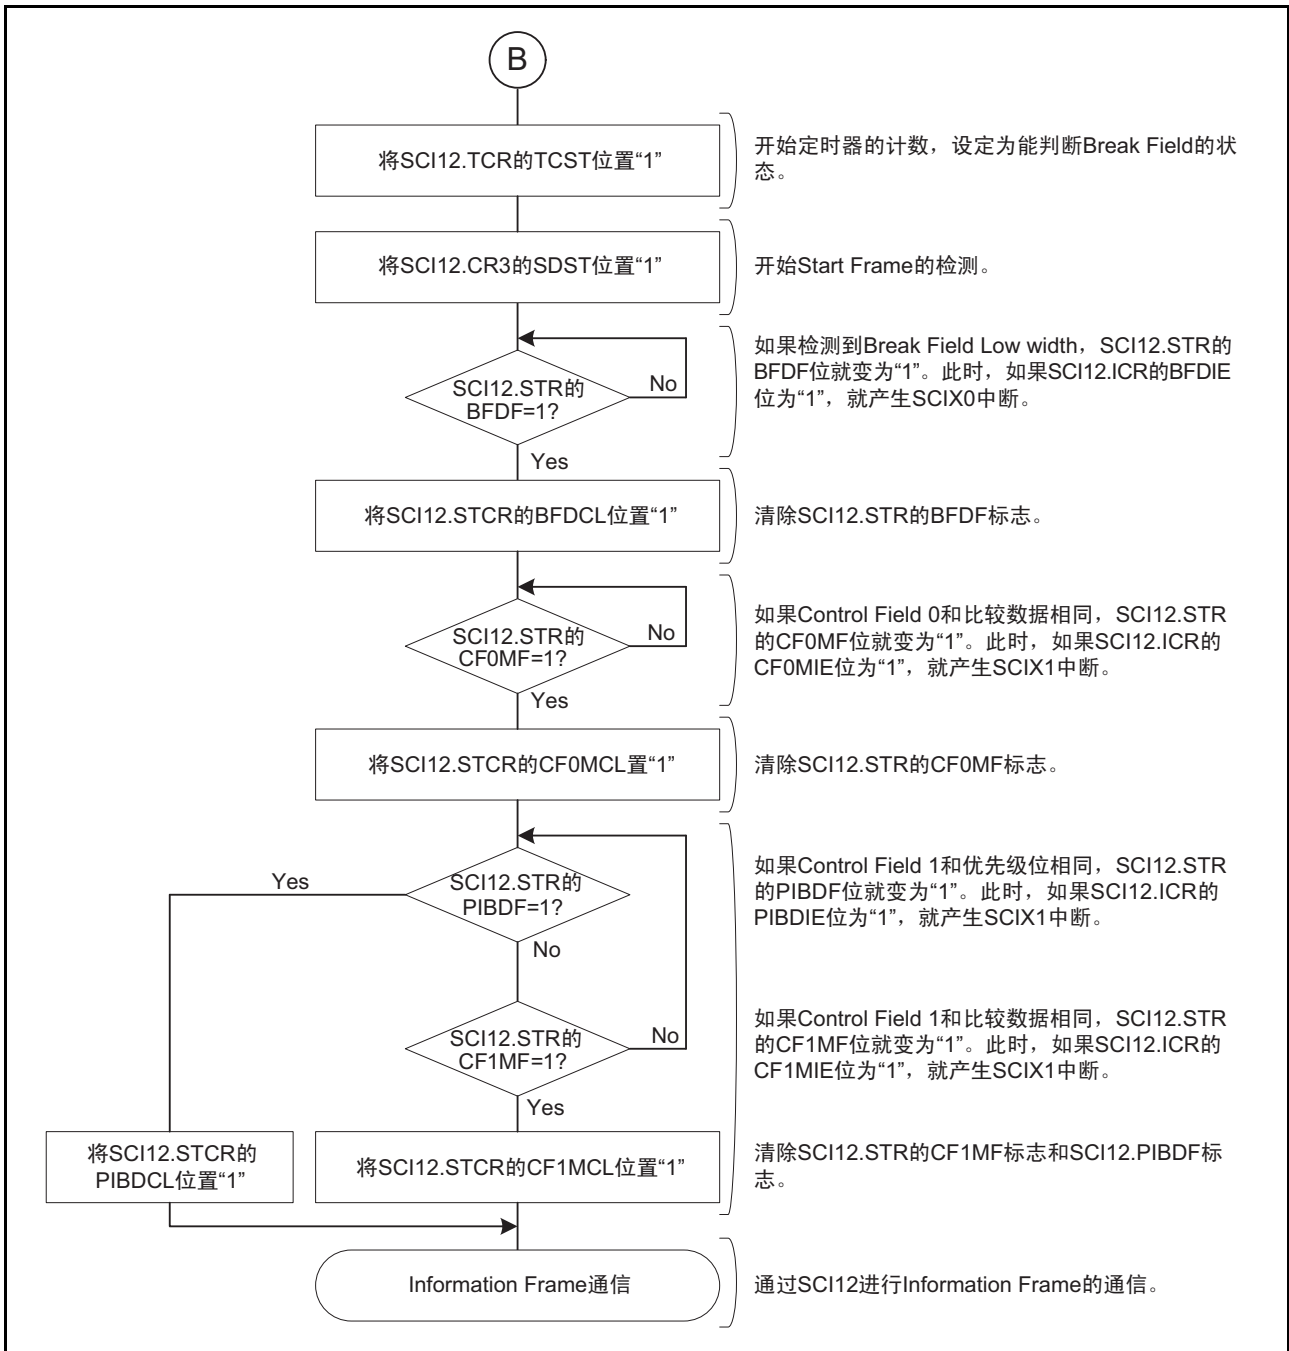 B
将SCI12.TCR的TCST位置“1”
开始定时器的计数，设定为能判断Break Field的状
态。
将SCI12.CR3的SDST位置“1”
开始Start Frame的检测。
SCI12.STR的
BFDF=1?
No
Yes
如果检测到Break Field Low width，SCI12.STR的
BFDF位就变为“1”。此时，如果SCI12.ICR的BFDIE
位为“1”，就产生SCIX0中断。
将SCI12.STCR的BFDCL位置“1”
清除SCI12.STR的BFDF标志。
SCI12.STR的
CF0MF=1?
No
Yes
如果Control Field 0和比较数据相同，SCI12.STR
的CF0MF位就变为“1”。此时，如果SCI12.ICR的
CF0MIE位为“1”，就产生SCIX1中断。
将SCI12.STCR的CF0MCL置“1”
清除SCI12.STR的CF0MF标志。
SCI12.STR的
PIBDF=1?
Yes
No
如果Control Field 1和优先级位相同，SCI12.STR
的PIBDF位就变为“1”。此时，如果SCI12.ICR的
PIBDIE位为“1”，就产生SCIX1中断。
SCI12.STR的
CF1MF=1?
No
Yes
如果Control Field 1和比较数据相同，SCI12.STR
的CF1MF位就变为“1”。此时，如果SCI12.ICR的
CF1MIE位为“1”，就产生SCIX1中断。
将SCI12.STCR的
PIBDCL位置“1”
将SCI12.STCR的CF1MCL位置“1”
清除SCI12.STR的CF1MF标志和SCI12.PIBDF标
志。
Information Frame通信
通过SCI12进行Information Frame的通信。